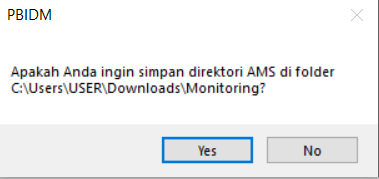 PBIDM
Apakah Anda ingin simpan direktori AMS di folder
C:\Users\USER\Downloads\Monitoring?
Yes
No